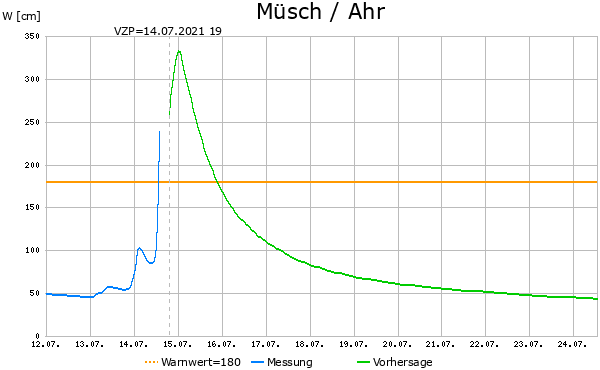 Müsch / Ahr
W [cm]
VZP=14.07.2021 19
350
300
250
200
150
100
50
0
12.07. 13.07. 14.07. 15.07. 16.07. 17.07. 18.07. 19.07. 20.07. 21.07. 22.07. 23.07. 24.07.
Warnwert=180 Messung Vorhersage